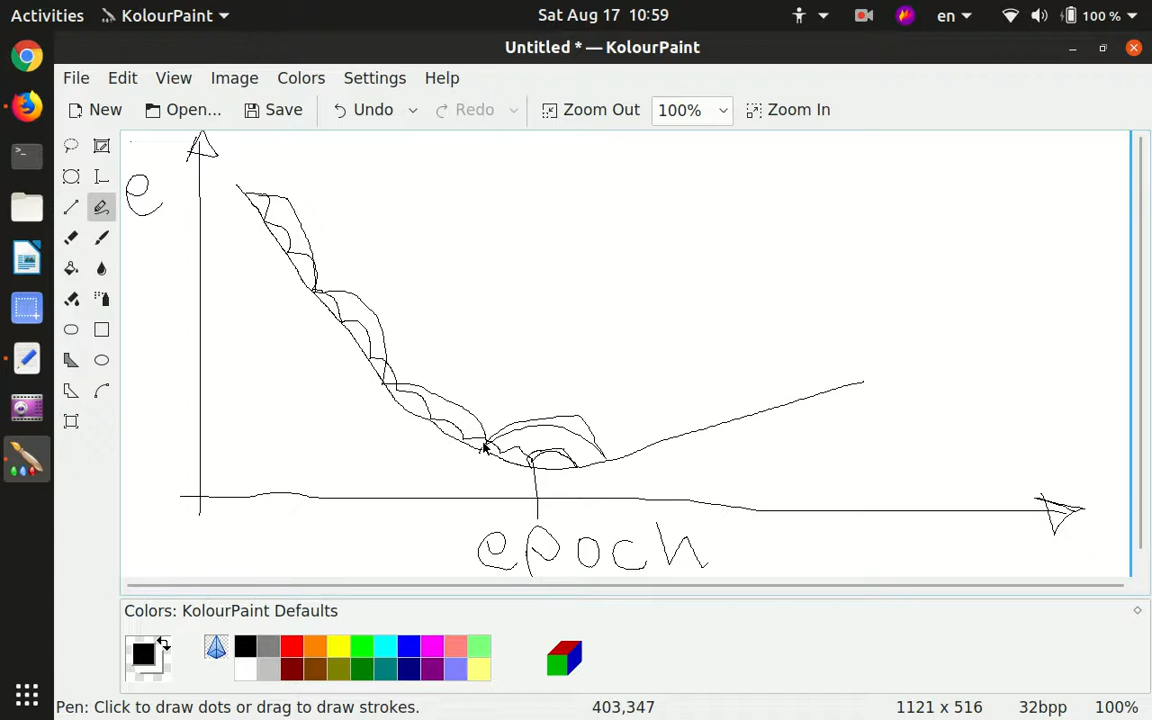 Activities KolourPaint Sat Aug 17 10:59 en 100 %
Untitled * — KolourPaint
File Edit View Image Colors Settings Help
New Open... Save Undo Redo Zoom Out 100% Zoom In
e
epoch
Colors: KolourPaint Defaults
Pen: Click to draw dots or drag to draw strokes. 403,347 1121 x 516 32bpp 100%